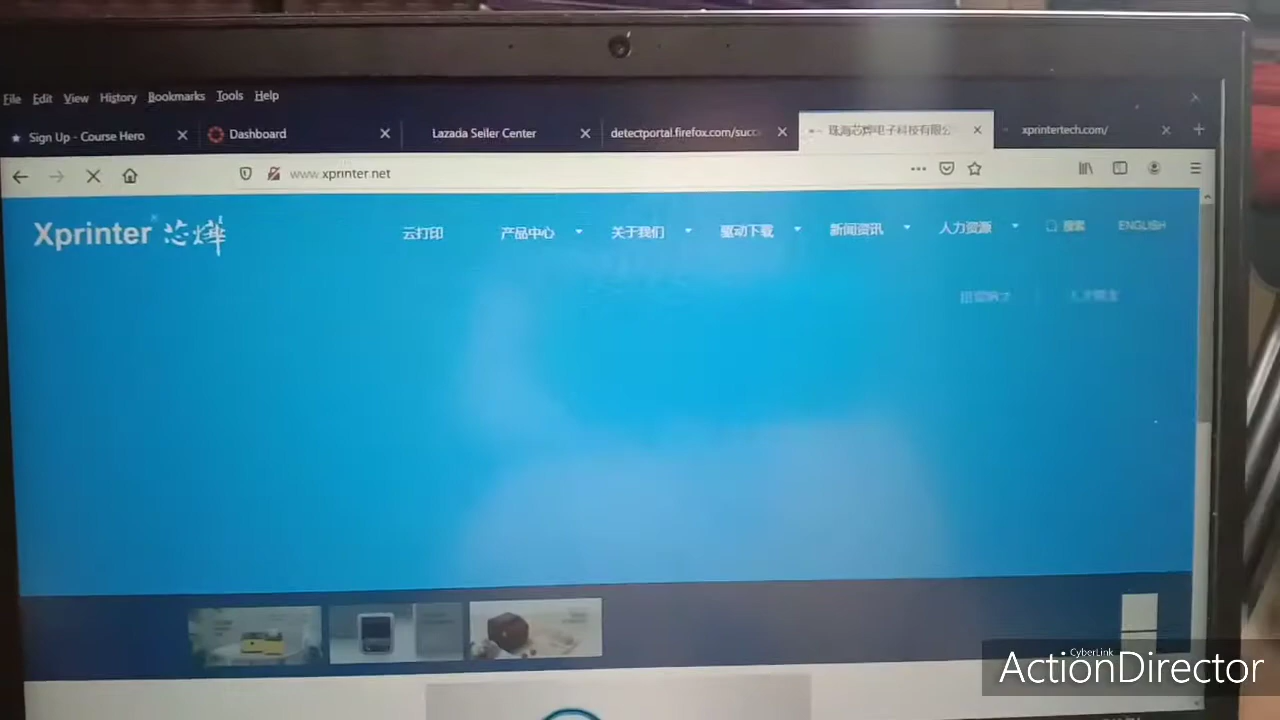 File Edit View History Bookmarks Tools Help
Sign Up - Course Hero
Dashboard
Lazada Seller Center
detectportal.firefox.com/succ
珠海芯烨电子科技有限公
xprintertech.com/
www.xprinter.net
Xprinter 芯烨
云打印
产品中心
关于我们
驱动下载
新闻资讯
人力资源
搜索
ENGLISH
CyberLink
ActionDirector